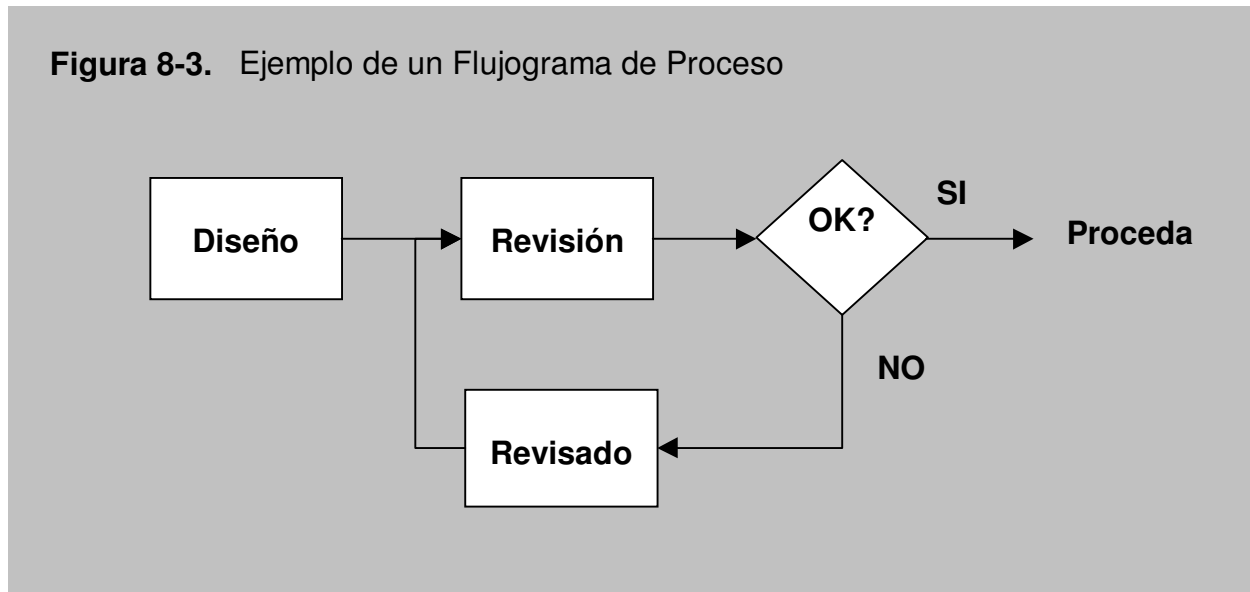 Figura 8-3. Ejemplo de un Flujograma de Proceso
Diseño
Revisión
OK?
SI
Proceda
NO
Revisado